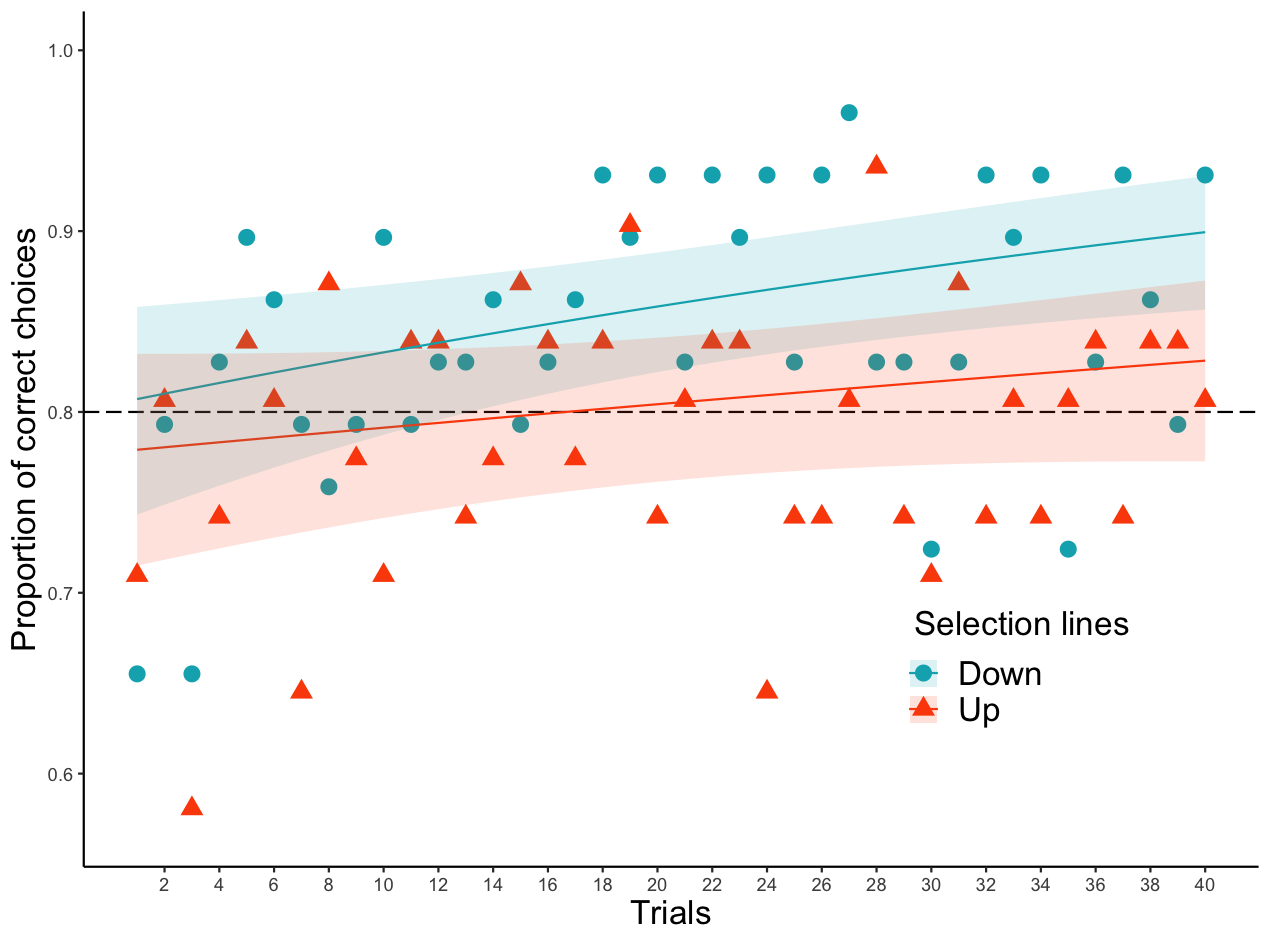 Proportion of correct choices
1.0
0.9
0.8
0.7
0.6
Selection lines
Down
Up
2 4 6 8 10 12 14 16 18 20 22 24 26 28 30 32 34 36 38 40
Trials